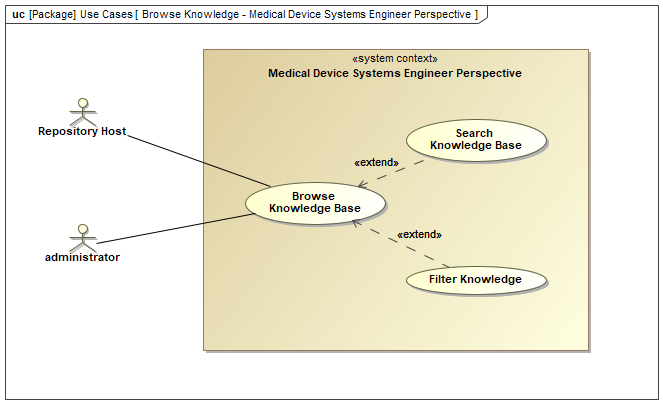 uc [Package] Use Cases [ Browse Knowledge - Medical Device Systems Engineer Perspective ]
«system context»
Medical Device Systems Engineer Perspective
Repository Host
Search
Knowledge Base
«extend»
Browse
Knowledge Base
«extend»
administrator
Filter Knowledge